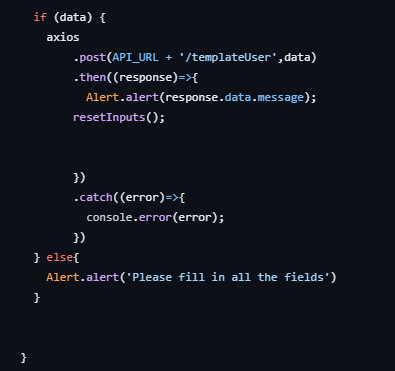 if (data) {
axios
.post(API_URL + '/templateUser',data)
.then((response)=>{
Alert.alert(response.data.message);
resetInputs();
})
.catch((error)=>{
console.error(error);
})
} else{
Alert.alert('Please fill in all the fields')
}
}